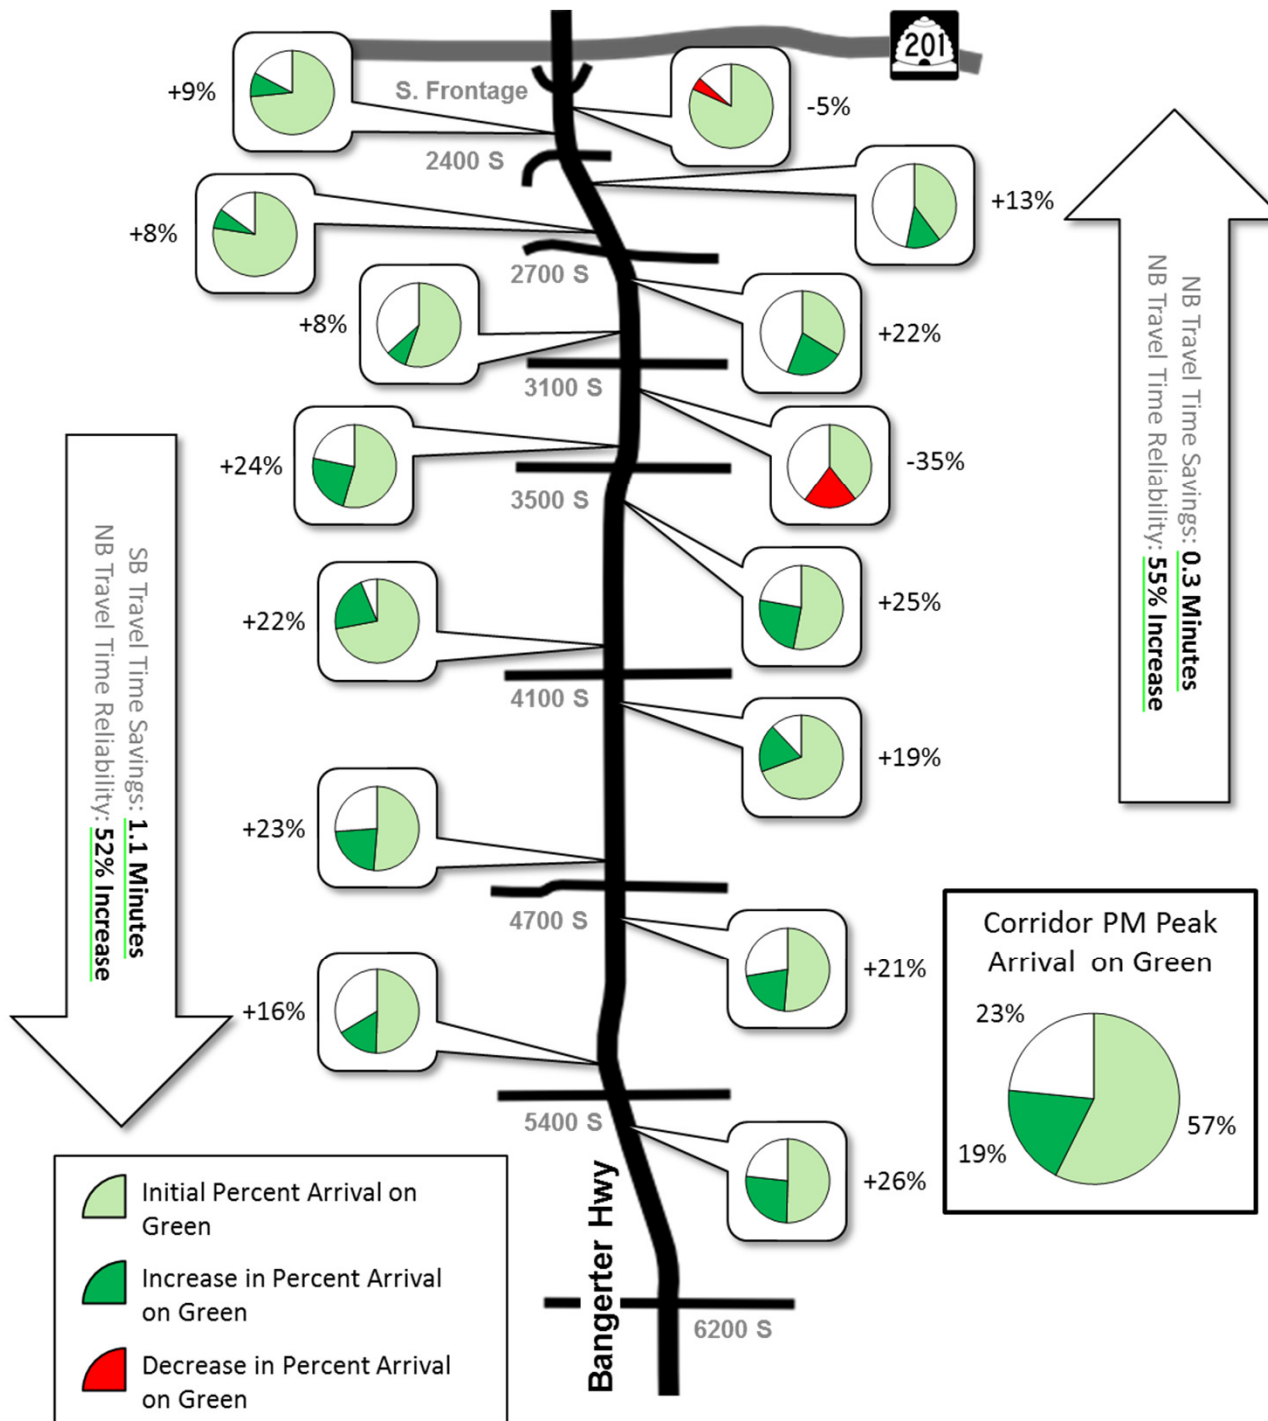 201
+9%
S. Frontage
-5%
2400 S
+13%
+8%
2700 S
+8%
+22%
3100 S
+24%
-35%
3500 S
+25%
+22%
4100 S
+19%
+23%
4700 S
+21%
+16%
5400 S
+26%
Bangerter Hwy
6200 S
NB Travel Time Savings: 0.3 Minutes
NB Travel Time Reliability: 55% Increase
SB Travel Time Savings: 1.1 Minutes
NB Travel Time Reliability: 52% Increase
Corridor PM Peak
Arrival on Green
23%
57%
19%
Initial Percent Arrival on
Green
Increase in Percent Arrival
on Green
Decrease in Percent Arrival
on Green